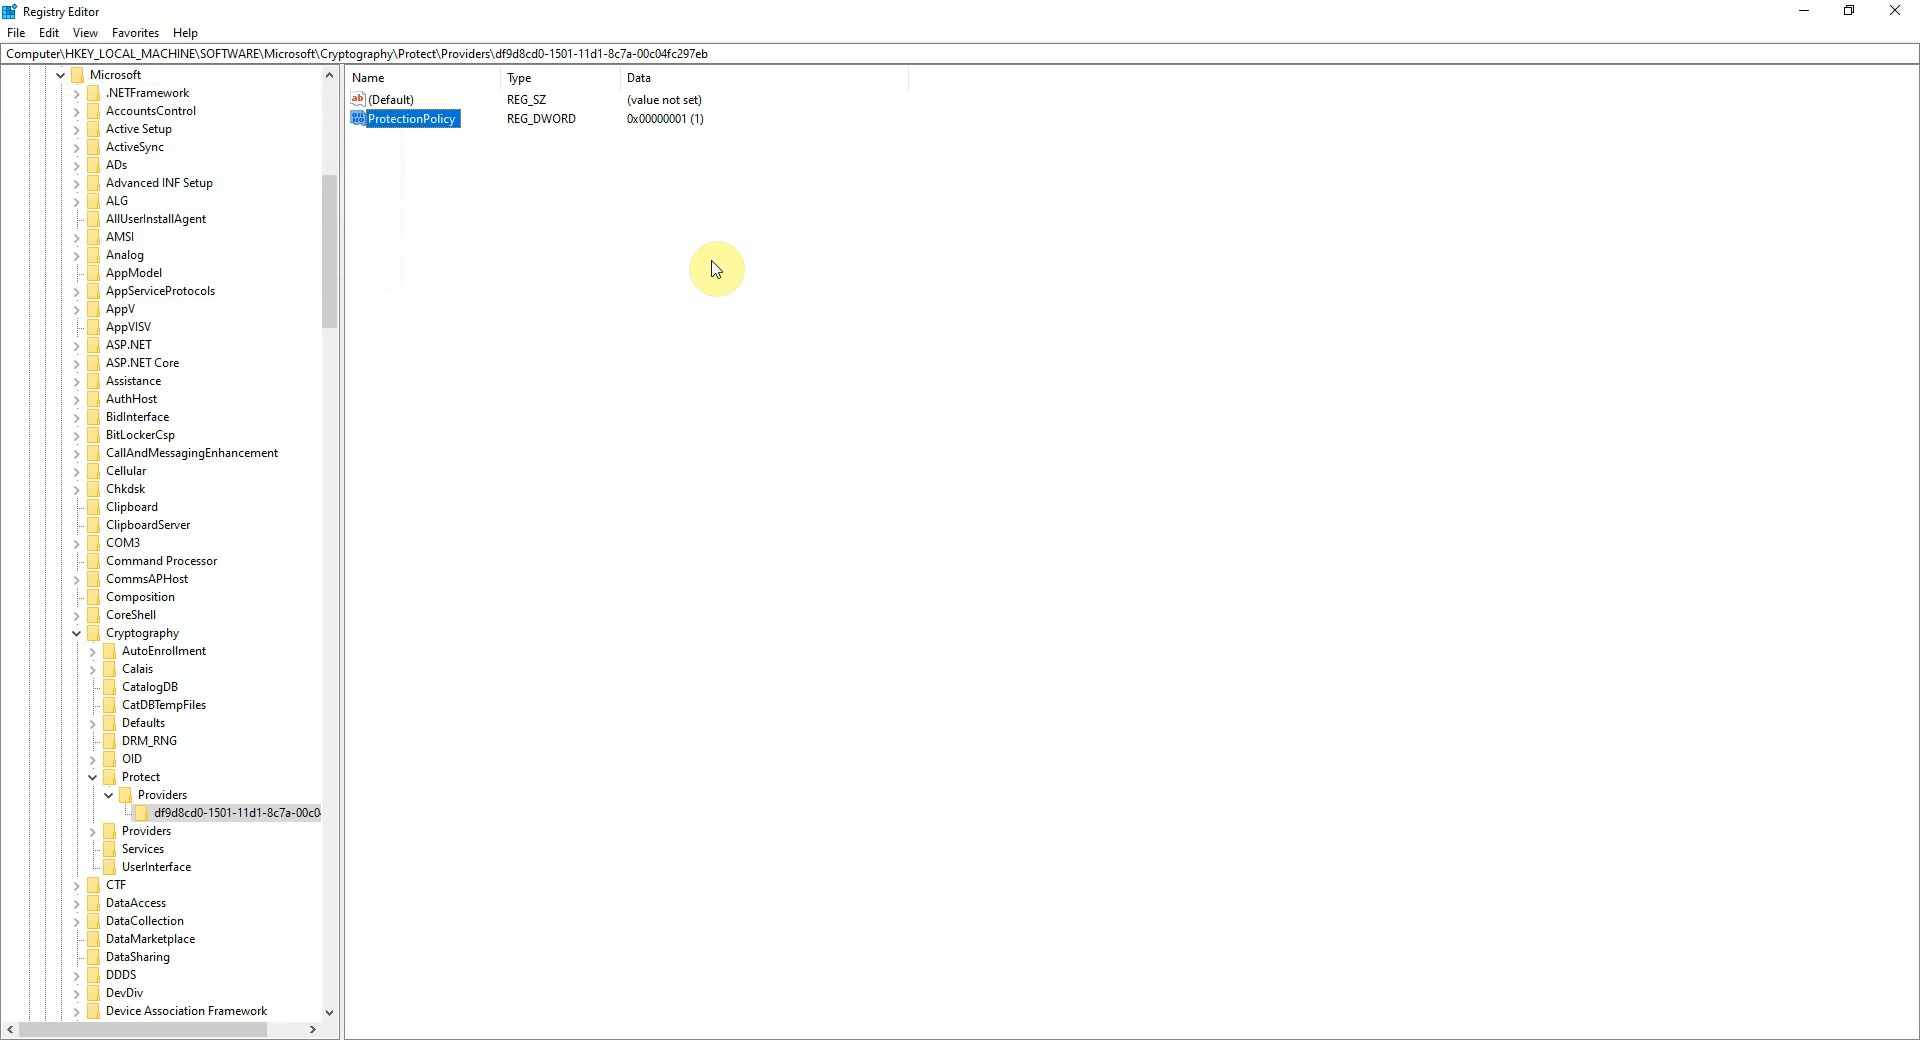 Registry Editor
File Edit View Favorites Help
Computer\HKEY_LOCAL_MACHINE\SOFTWARE\Microsoft\Cryptography\Protect\Providers\df9d8cd0-1501-11d1-8c7a-00c04fc297eb
Microsoft
.NETFramework
AccountsControl
Active Setup
ActiveSync
ADs
Advanced INF Setup
ALG
AllUserInstallAgent
AMSI
Analog
AppModel
AppServiceProtocols
AppV
AppVISV
ASP.NET
ASP.NET Core
Assistance
AuthHost
BidInterface
BitLockerCsp
CallAndMessagingEnhancement
Cellular
Chkdsk
Clipboard
ClipboardServer
COM3
Command Processor
CommsAPHost
Composition
CoreShell
Cryptography
AutoEnrollment
Calais
CatalogDB
CatDBTempFiles
Defaults
DRM_RNG
OID
Protect
Providers
df9d8cd0-1501-11d1-8c7a-00c0
Providers
Services
UserInterface
CTF
DataAccess
DataCollection
DataMarketplace
DataSharing
DDDS
DevDiv
Device Association Framework
Name Type Data
(Default) REG_SZ (value not set)
ProtectionPolicy REG_DWORD 0x00000001 (1)